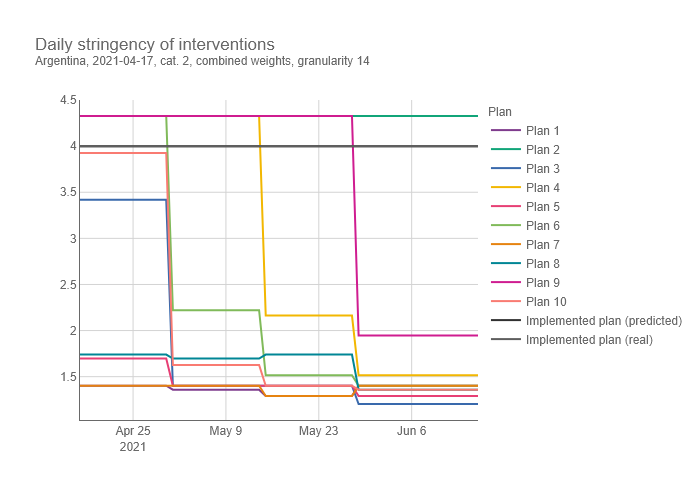 Daily stringency of interventions
Argentina, 2021-04-17, cat. 2, combined weights, granularity 14
4.5
4
3.5
3
2.5
2
1.5
Apr 25
2021
May 9
May 23
Jun 6
Plan
Plan 1
Plan 2
Plan 3
Plan 4
Plan 5
Plan 6
Plan 7
Plan 8
Plan 9
Plan 10
Implemented plan (predicted)
Implemented plan (real)